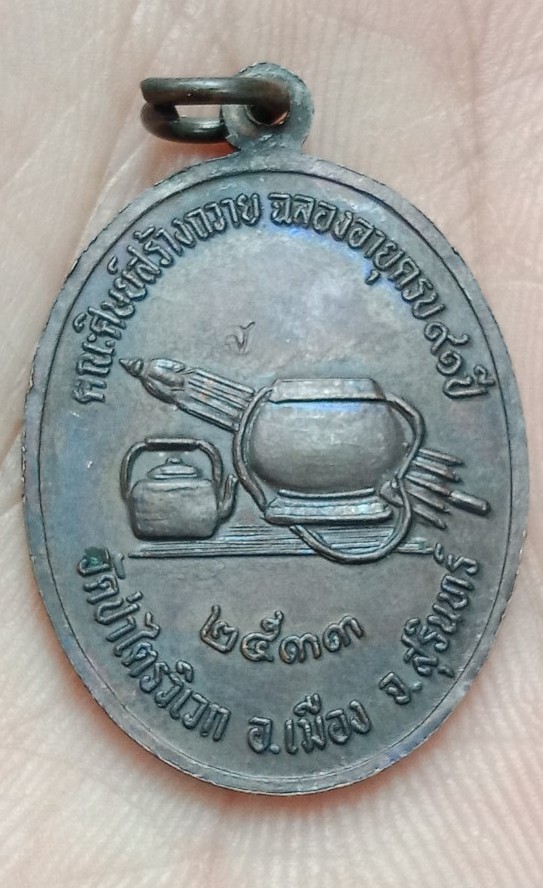 คณะศิษย์สร้างถวาย ฉลองอายุครบ ๙๑ ปี
๒๕๓๓
วัดป่าไตรวิเวก อ.เมือง จ.สุรินทร์